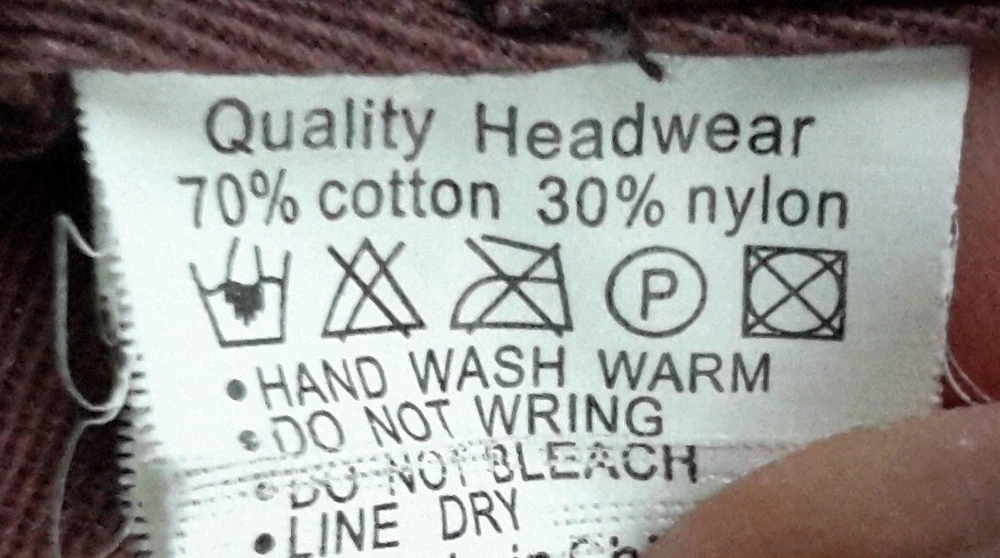 Quality Headwear
70% cotton 30% nylon
P
• HAND WASH WARM
• DO NOT WRING
• DO NOT BLEACH
• LINE DRY